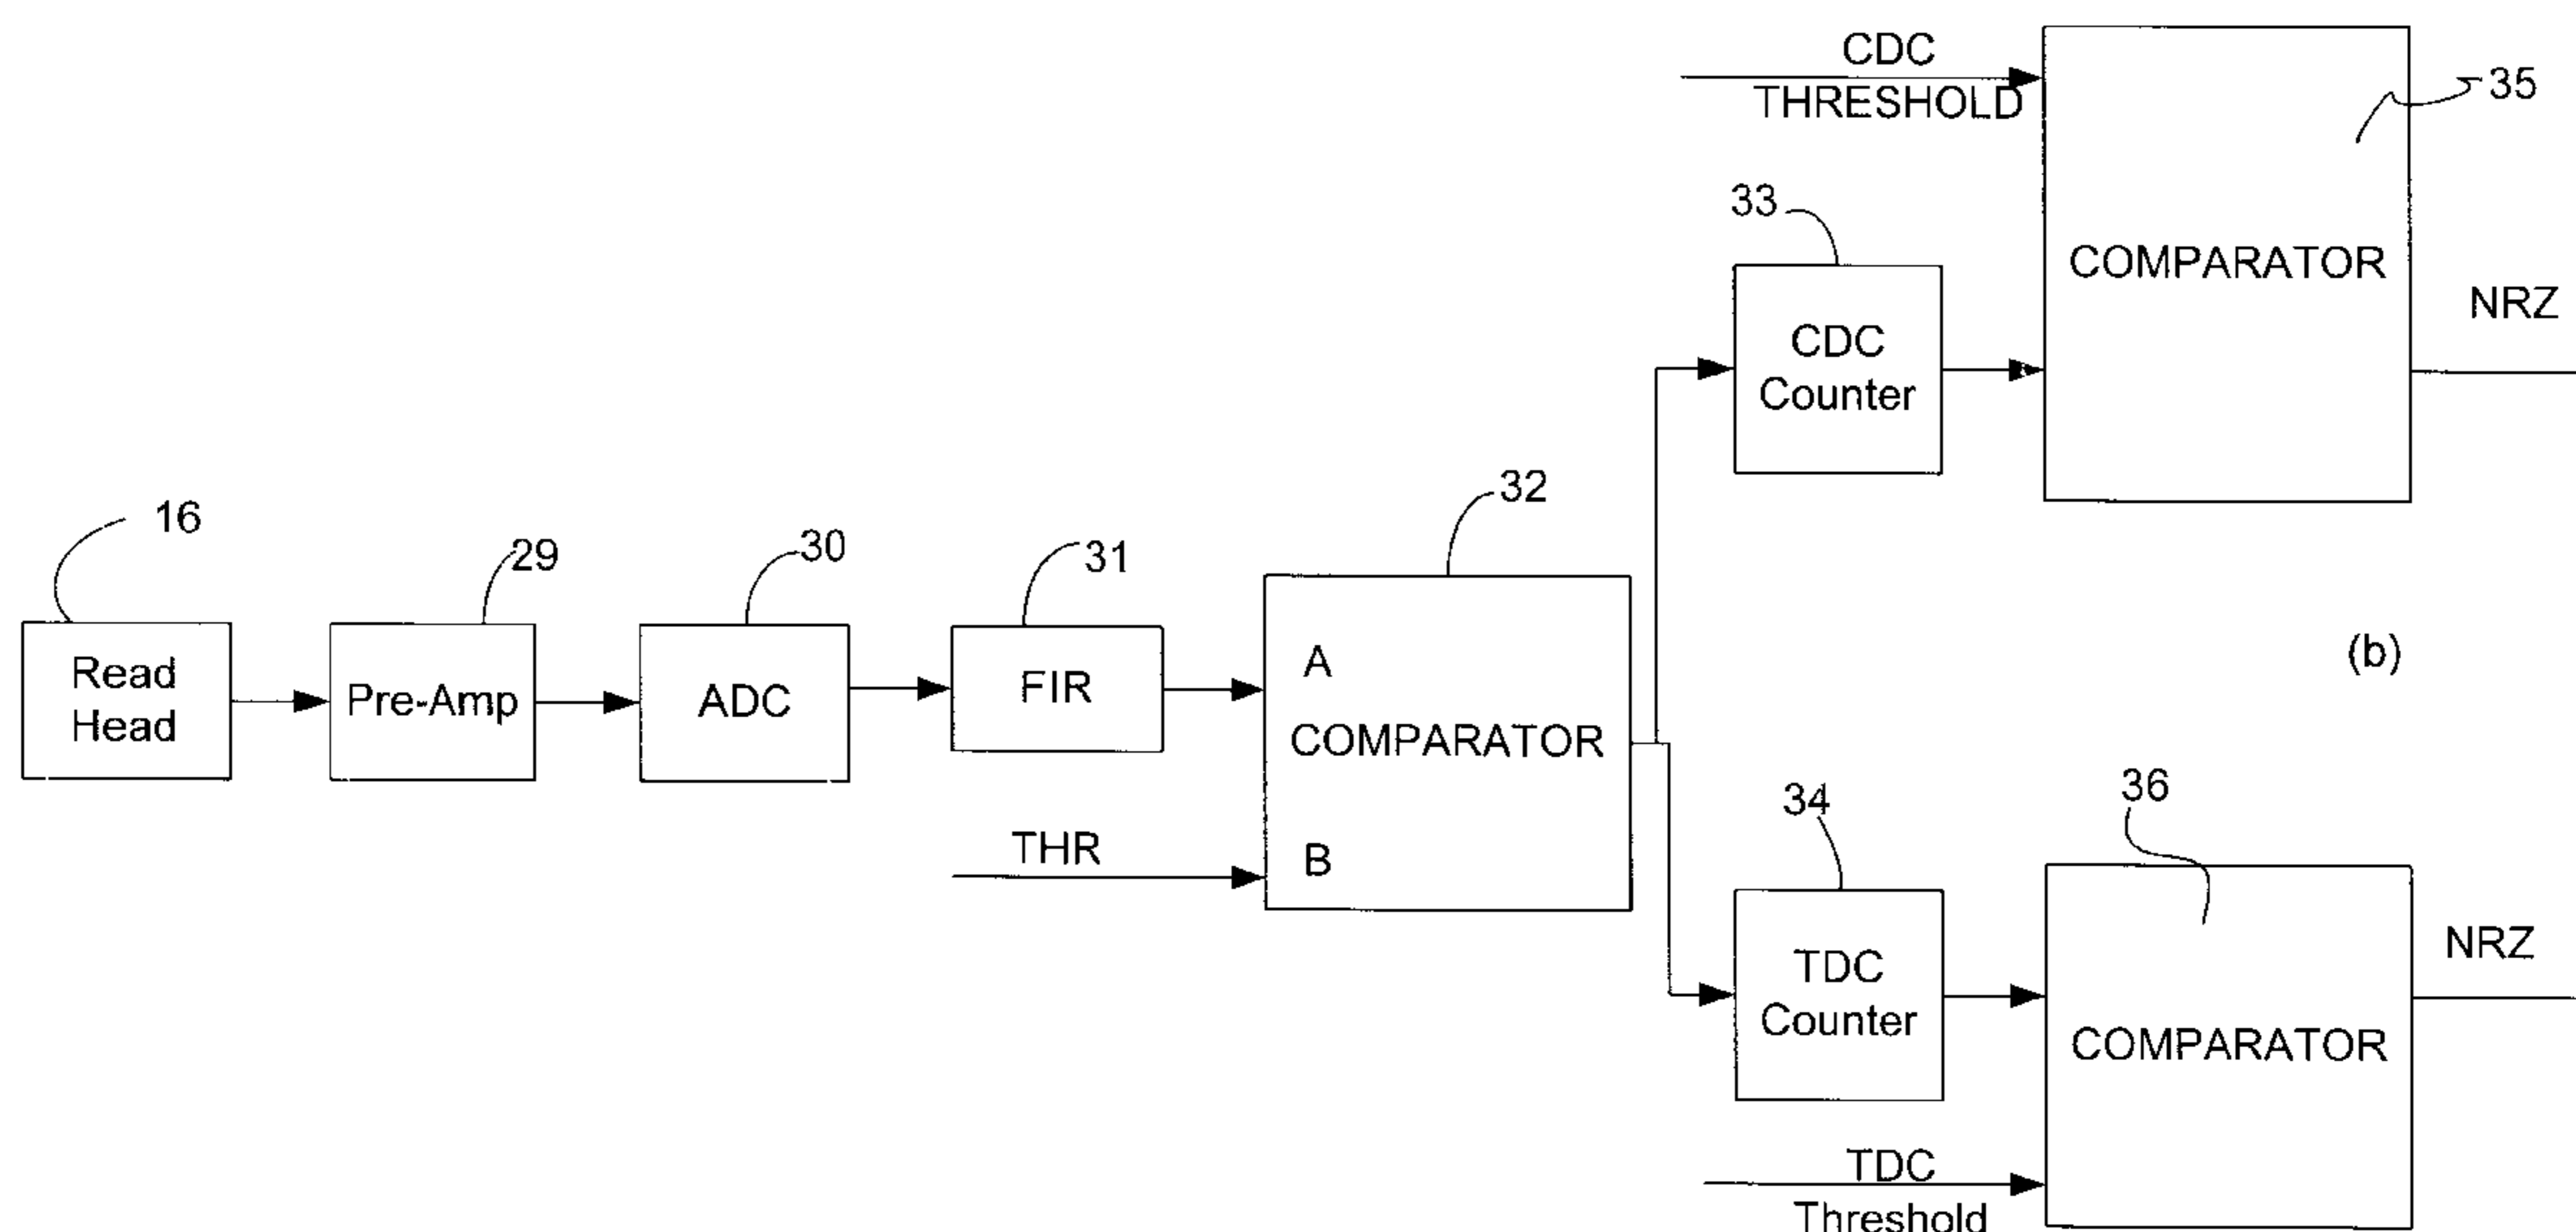 CDC
THRESHOLD
35
COMPARATOR
33
CDC
Counter
NRZ
16
29
30
31
32
Read
Head
Pre-Amp
ADC
FIR
A
COMPARATOR
B
THR
(b)
34
36
TDC
Counter
COMPARATOR
NRZ
TDC
Threshold